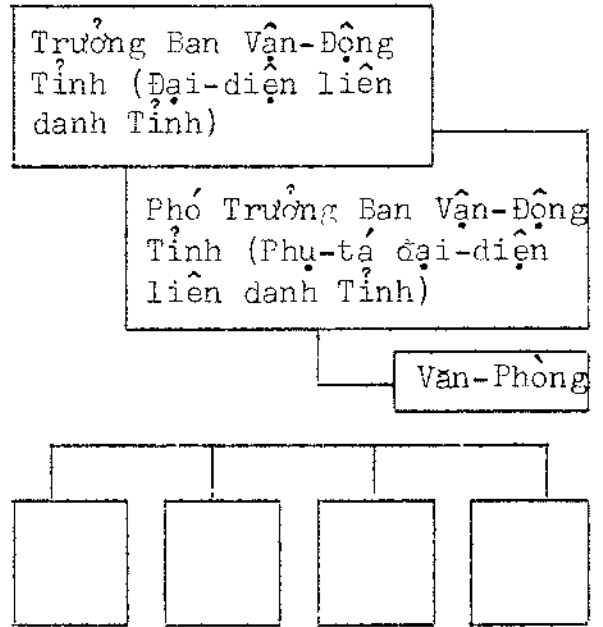 Trưởng Ban Vận-Động
Tỉnh (Đại-diện liên
danh Tỉnh)
Phó Trưởng Ban Vận-Động
Tỉnh (Phụ-tá đại-diện
liên danh Tỉnh)
Văn-Phòng